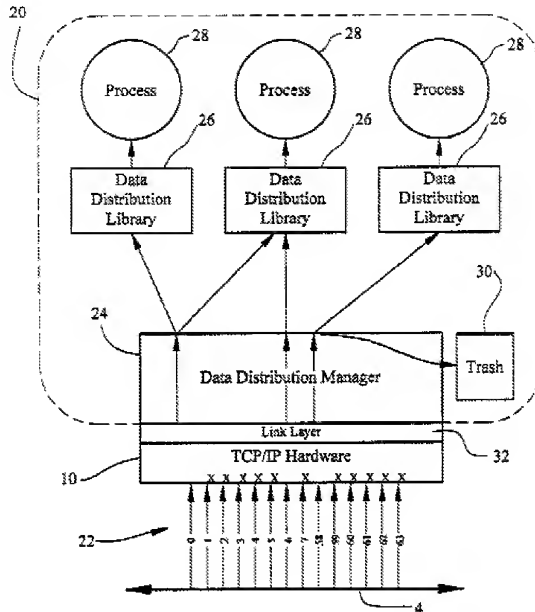 20
28
28
28
Process
Process
Process
26
26
26
Data
Distribution
Library
Data
Distribution
Library
Data
Distribution
Library
30
24
Trash
Data Distribution Manager
Link Layer
32
10
TCP/IP Hardware
X X X X X X X X X X X
22
0 1 2 3 4 5 6 7 58 59 60 61 62 63
4